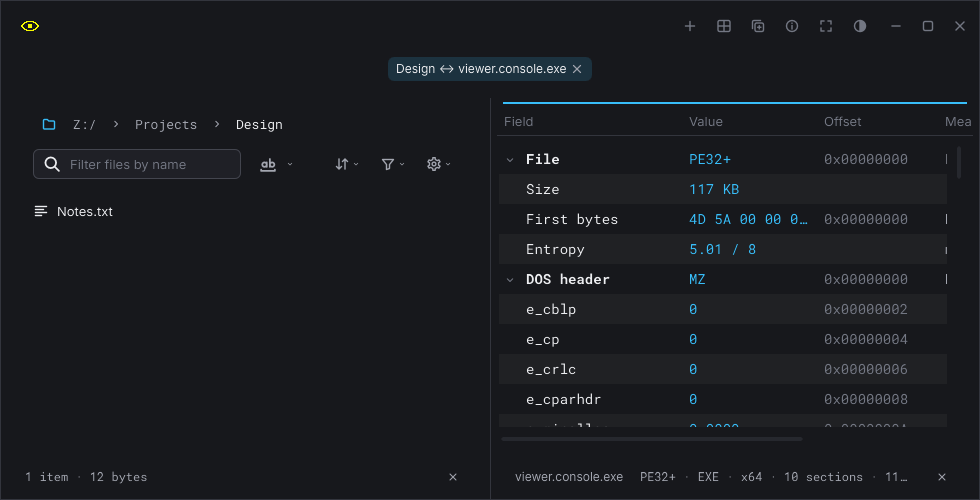 Design ↔ viewer.console.exe
Z:/ > Projects > Design
Filter files by name
ab
Notes.txt
1 item · 12 bytes
Field Value Offset Mea
File PE32+ 0x00000000
Size 117 KB
First bytes 4D 5A 00 00 0… 0x00000000
Entropy 5.01 / 8
DOS header MZ 0x00000000
e_cblp 0 0x00000002
e_cp 0 0x00000004
e_crlc 0 0x00000006
e_cparhdr 0 0x00000008
viewer.console.exe PE32+ · EXE · x64 · 10 sections · 11…